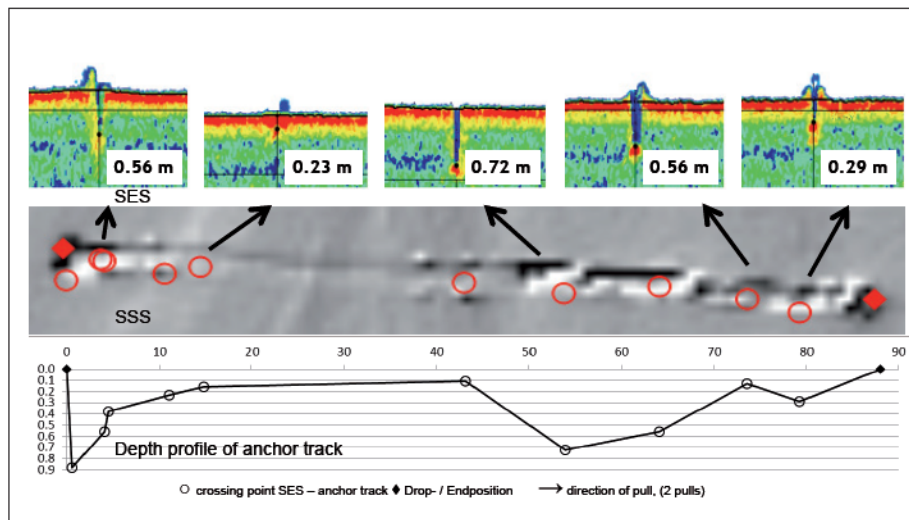 0.56 m 0.23 m 0.72 m 0.56 m 0.29 m
SES
SSS
0 10 20 30 40 50 60 70 80 90
0.0
0.1
0.2
0.3
0.4
0.5
0.6
0.7
0.8
0.9
Depth profile of anchor track
crossing point SES – anchor track Drop- / Endposition direction of pull, (2 pulls)